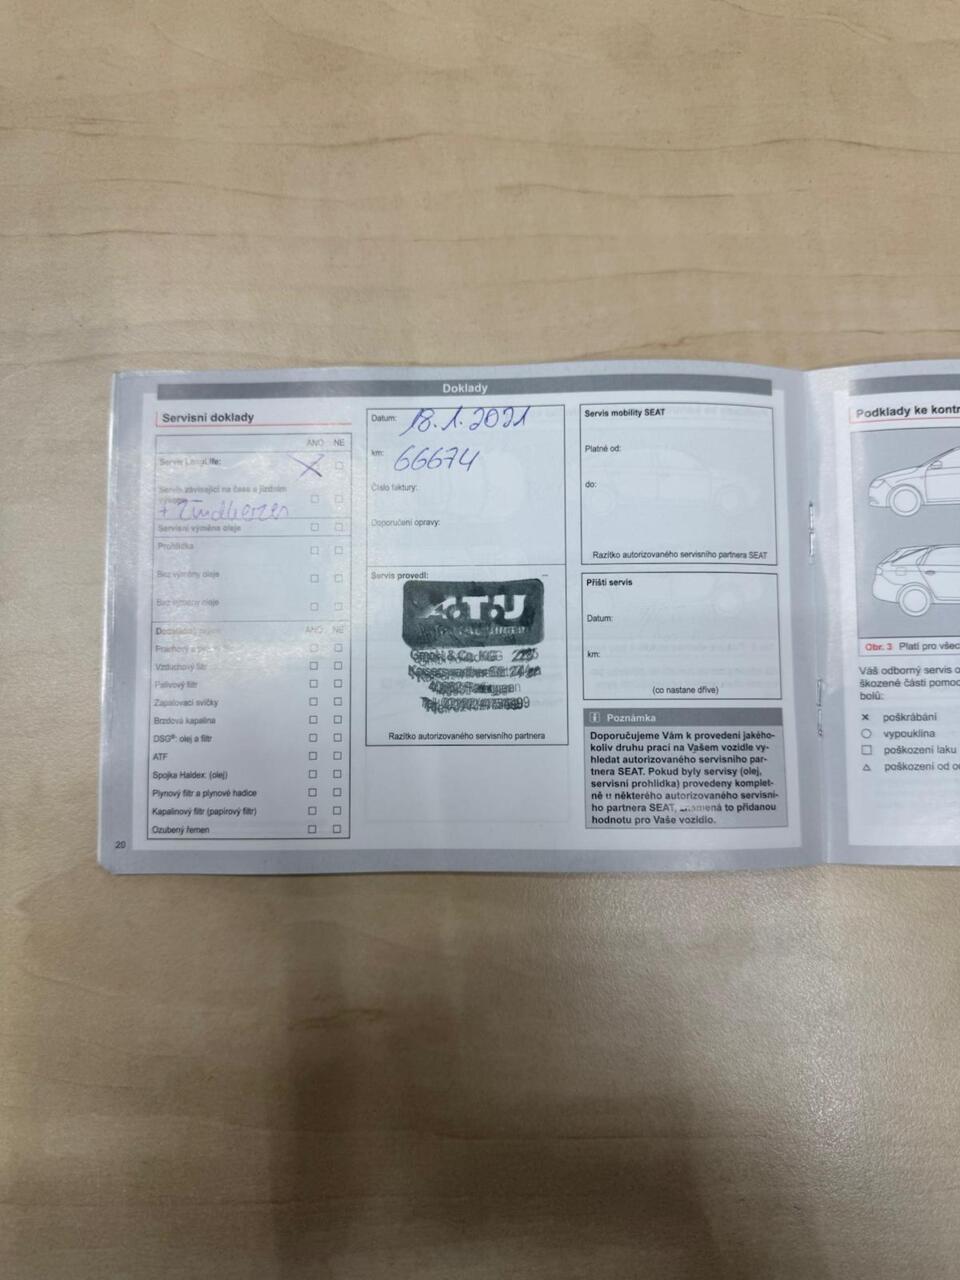 Doklady
Servisní doklady
ANO NE
Servis LongLife:
Servis závisející na čase a jízdním
výkonu
+ Zündkerzen
Servisní výměna oleje
Prohlídka
Bez výměny oleje
Bez výměny oleje
ANO NE
Prachový a pylový filtr
Vzduchový filtr
Palivový filtr
Zapalovací svíčky
Brzdová kapalina
DSG®: olej a filtr
ATF
Spojka Haldex: (olej)
Plynový filtr a plynové hadice
Kapalinový filtr (papírový filtr)
Ozubený řemen
20
Datum: 18.1.2021
km: 66674
Číslo faktury:
Doporučení opravy:
Servis provedl:
A.T.U
GmbH & Co. KG
Razítko autorizovaného servisního partnera
Servis mobility SEAT
Platné od:
do:
Razítko autorizovaného servisního partnera SEAT
Příští servis
Datum:
km:
(co nastane dříve)
Poznámka
Doporučujeme Vám k provedení jakého-
koliv druhu prací na Vašem vozidle vy-
hledat autorizovaného servisního par-
tnera SEAT. Pokud byly servisy (olej,
servisní prohlídka) provedeny komplet-
ně u některého autorizovaného servisní-
ho partnera SEAT, znamená to přidanou
hodnotu pro Vaše vozidlo.
Podklady ke kontr
Obr. 3 Platí pro všec
Váš odborný servis o
škozené části pomoc
bolů:
poškrábání
vypouklina
poškození laku
poškození od